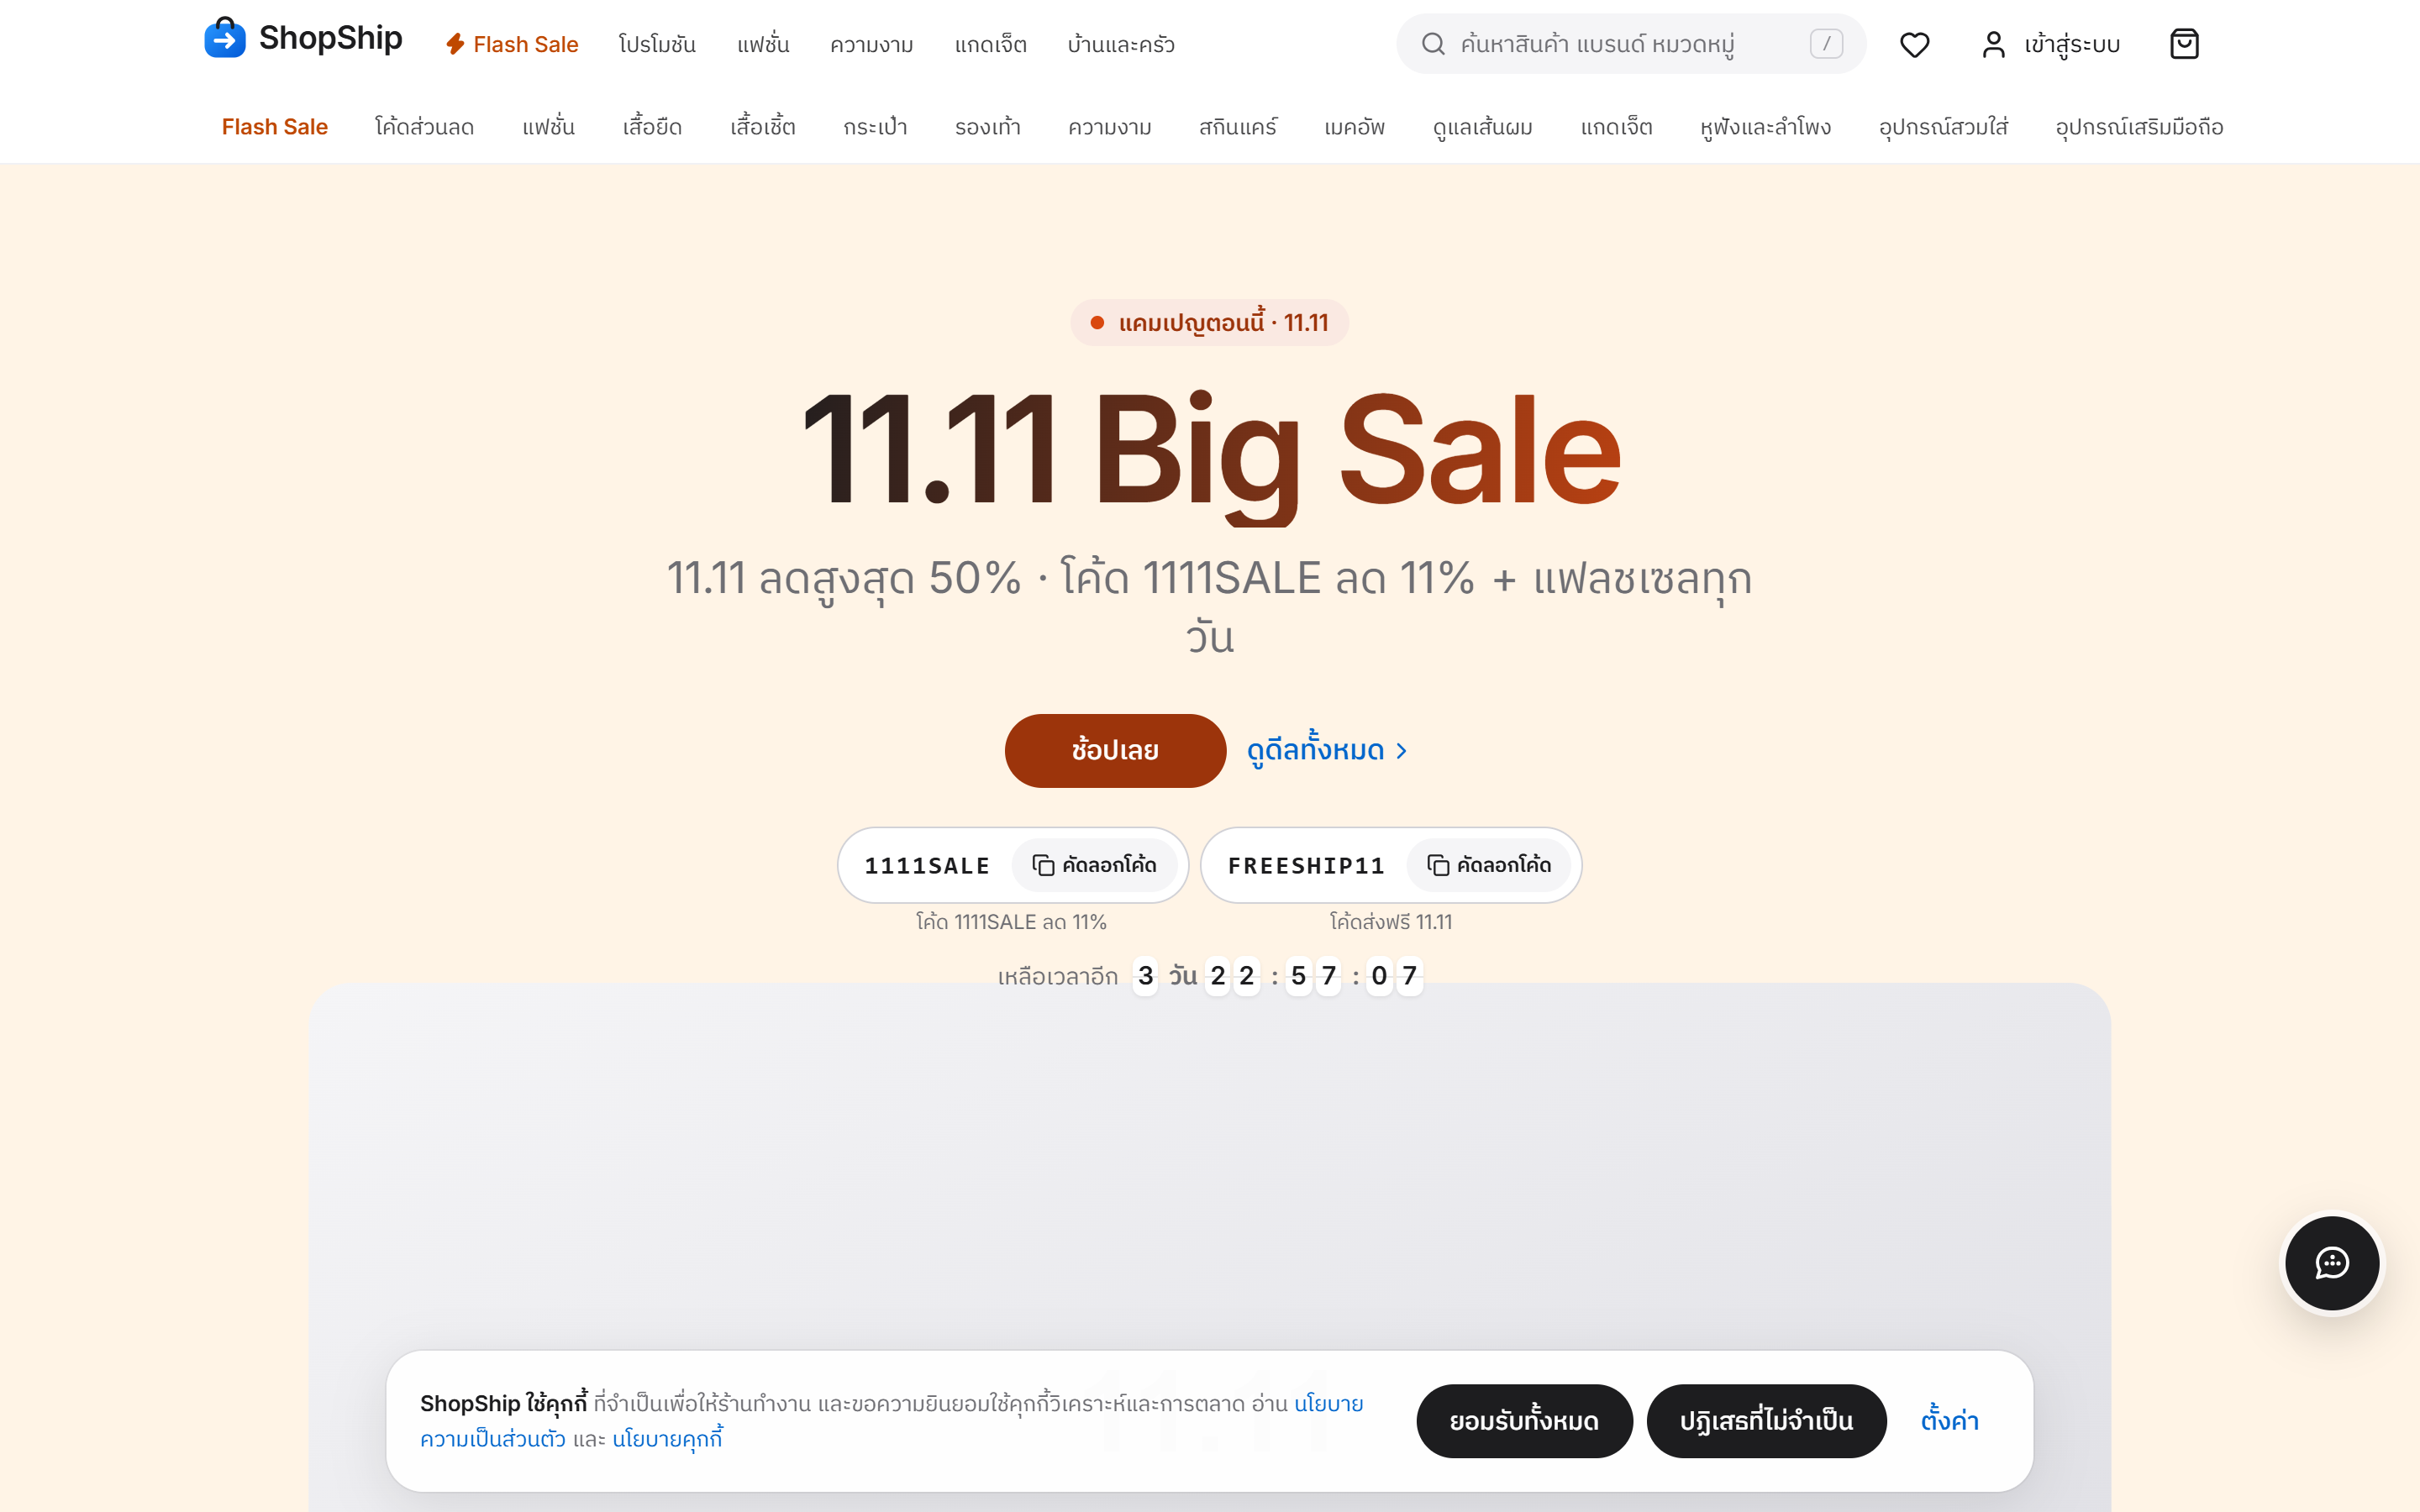 ShopShip
Flash Sale โปรโมชัน แฟชั่น ความงาม แกดเจ็ต บ้านและครัว
ค้นหาสินค้า แบรนด์ หมวดหมู่ /
เข้าสู่ระบบ
Flash Sale โค้ดส่วนลด แฟชั่น เสื้อยืด เสื้อเชิ้ต กระเป๋า รองเท้า ความงาม สกินแคร์ เมคอัพ ดูแลเส้นผม แกดเจ็ต หูฟังและลำโพง อุปกรณ์สวมใส่ อุปกรณ์เสริมมือถือ
แคมเปญตอนนี้ · 11.11
11.11 Big Sale
11.11 ลดสูงสุด 50% · โค้ด 1111SALE ลด 11% + แฟลชเซลทุก
วัน
ช้อปเลย ดูดีลทั้งหมด
1111SALE คัดลอกโค้ด FREESHIP11 คัดลอกโค้ด
โค้ด 1111SALE ลด 11% โค้ดส่งฟรี 11.11
เหลือเวลาอีก 3 วัน 22 : 57 : 07
ShopShip ใช้คุกกี้ ที่จำเป็นเพื่อให้ร้านทำงาน และขอความยินยอมใช้คุกกี้วิเคราะห์และการตลาด อ่าน นโยบาย
ความเป็นส่วนตัว และ นโยบายคุกกี้
ยอมรับทั้งหมด ปฏิเสธที่ไม่จำเป็น ตั้งค่า